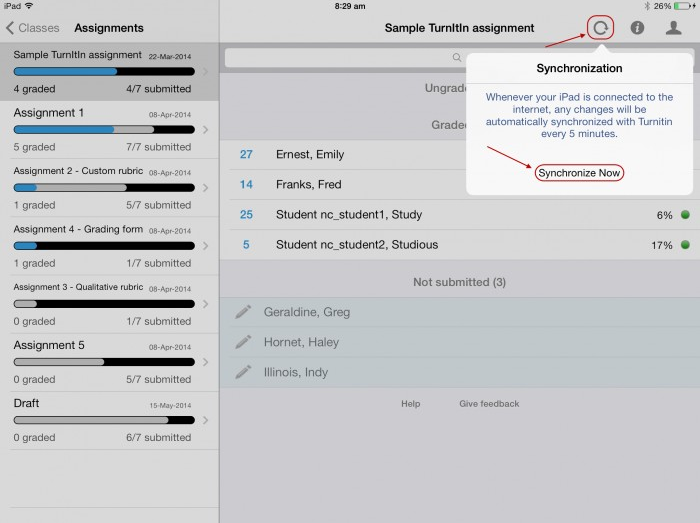 iPad 8:29 am 26%
Classes Assignments
Sample TurnItIn assignment 22-Mar-2014
4 graded 4/7 submitted
Assignment 1 08-Apr-2014
5 graded 7/7 submitted
Assignment 2 - Custom rubric 08-Apr-2014
1 graded 5/7 submitted
Assignment 4 - Grading form 08-Apr-2014
1 graded 1/7 submitted
Assignment 3 - Qualitative rubric 08-Apr-2014
0 graded 1/7 submitted
Assignment 5 08-Apr-2014
0 graded 5/7 submitted
Draft 15-May-2014
0 graded 6/7 submitted
Sample TurnItIn assignment
Synchronization
Whenever your iPad is connected to the
internet, any changes will be
automatically synchronized with Turnitin
every 5 minutes.
Synchronize Now
Ungrade
Grade
27 Ernest, Emily
14 Franks, Fred
25 Student nc_student1, Study 6%
5 Student nc_student2, Studious 17%
Not submitted (3)
Geraldine, Greg
Hornet, Haley
Illinois, Indy
Help Give feedback